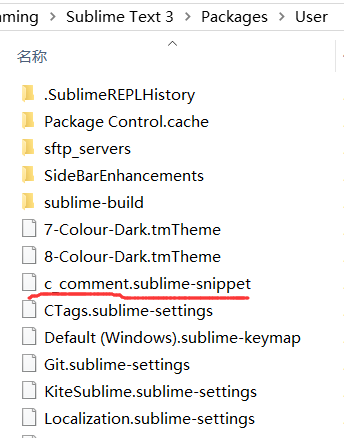 aming > Sublime Text 3 > Packages > User
名称
.SublimeREPLHistory
Package Control.cache
sftp_servers
SideBarEnhancements
sublime-build
7-Colour-Dark.tmTheme
8-Colour-Dark.tmTheme
c_comment.sublime-snippet
CTags.sublime-settings
Default (Windows).sublime-keymap
Git.sublime-settings
KiteSublime.sublime-settings
Localization.sublime-settings